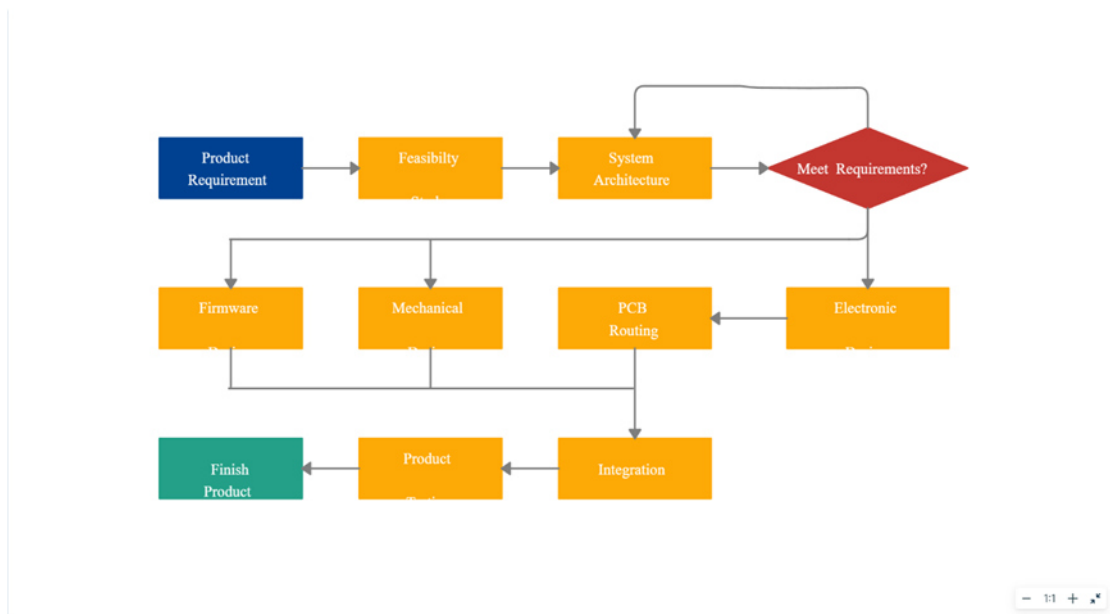 Product
Requirement
Feasibilty
System
Architecture
Meet Requirements?
Firmware
Mechanical
PCB
Routing
Electronic
Finish
Product
Product
Integration
1:1